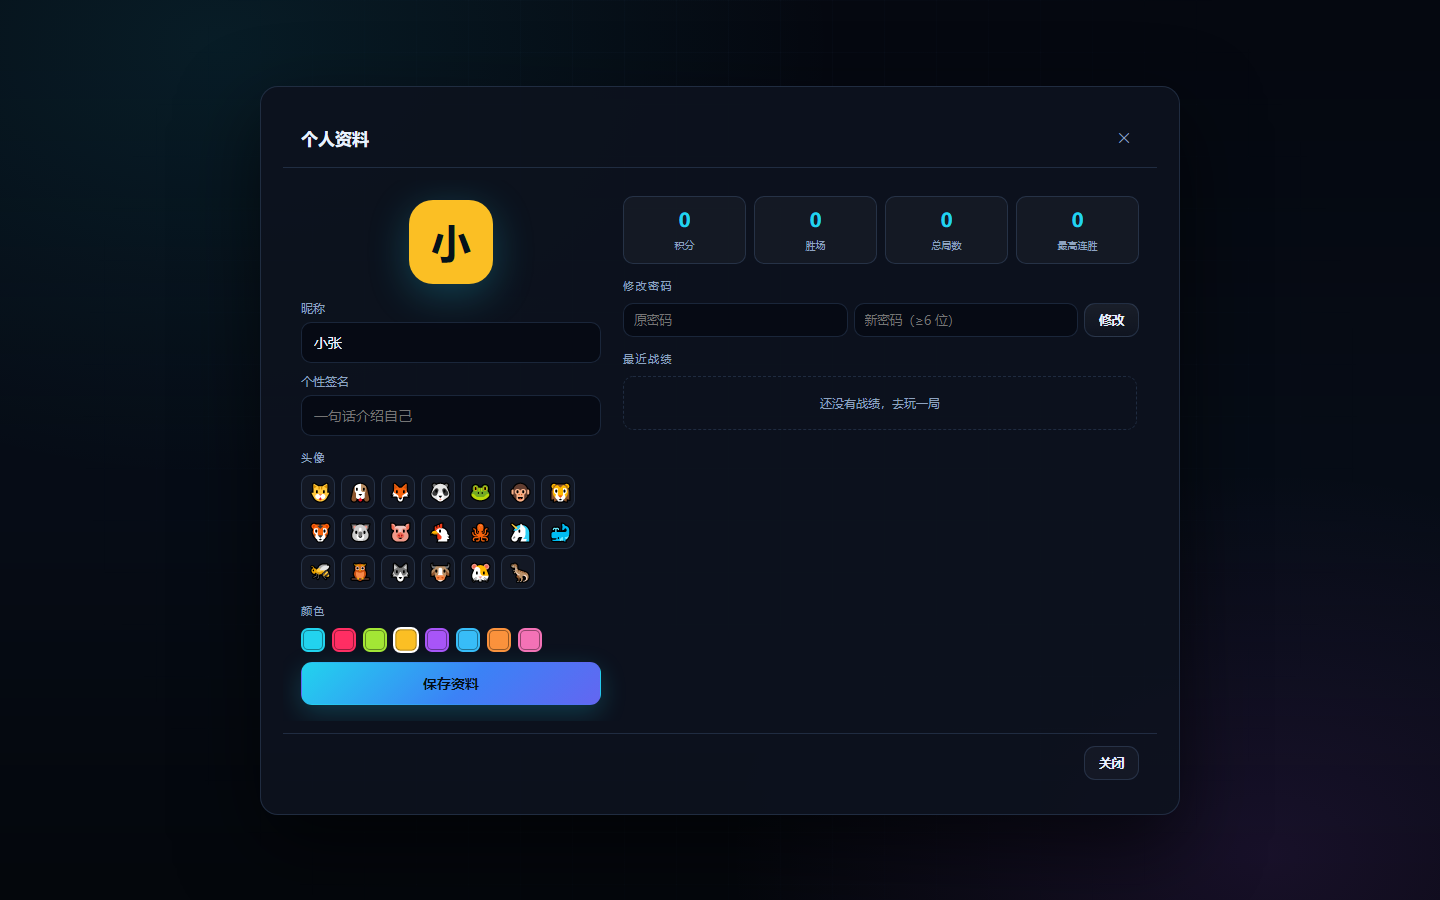 个人资料
小
昵称
小张
个性签名
一句话介绍自己
头像
颜色
保存资料
0
积分
0
胜场
0
总局数
0
最高连胜
修改密码
原密码
新密码（≥6 位）
修改
最近战绩
还没有战绩，去玩一局
关闭